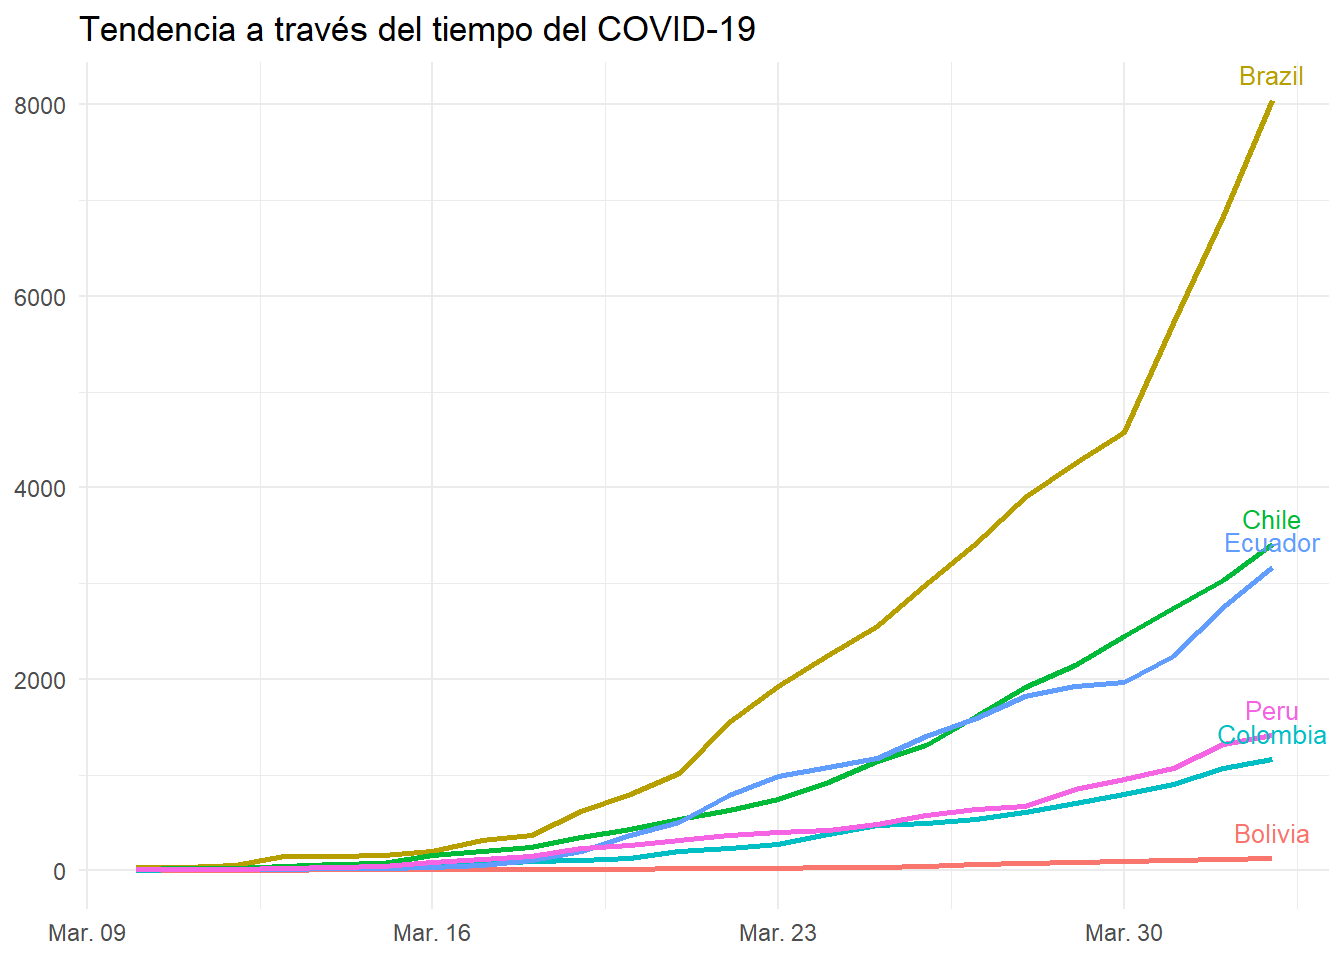 Tendencia a través del tiempo del COVID-19
Brazil
8000
6000
4000
Chile
Ecuador
2000
Peru
Colombia
Bolivia
0
Mar. 09 Mar. 16 Mar. 23 Mar. 30